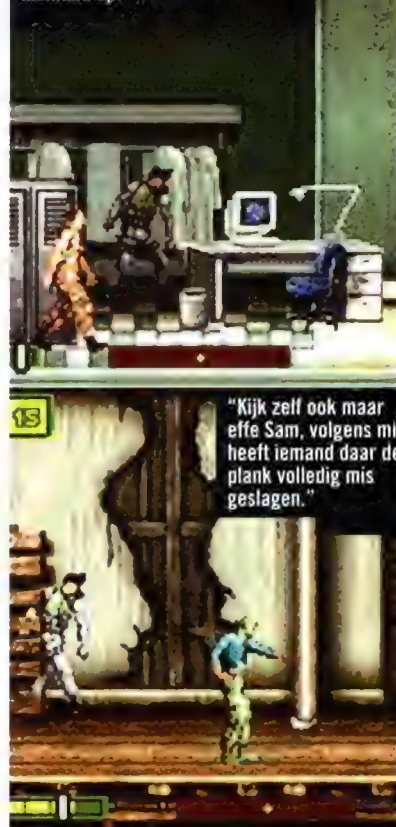 15
"Kijk zelf ook maar
effe Sam, volgens mi
heeft iemand daar de
plank volledig mis
geslagen."